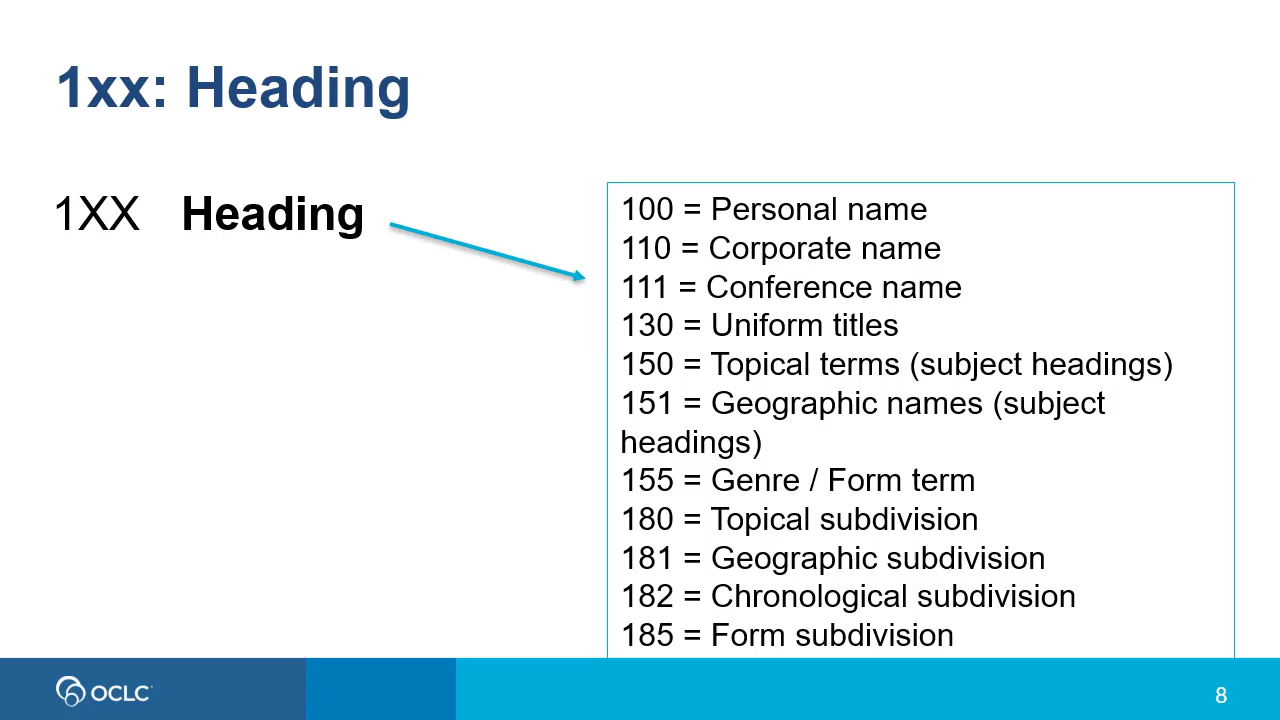 1xx: Heading
1XX Heading
100 = Personal name
110 = Corporate name
111 = Conference name
130 = Uniform titles
150 = Topical terms (subject headings)
151 = Geographic names (subject
headings)
155 = Genre / Form term
180 = Topical subdivision
181 = Geographic subdivision
182 = Chronological subdivision
185 = Form subdivision
OCLC
8